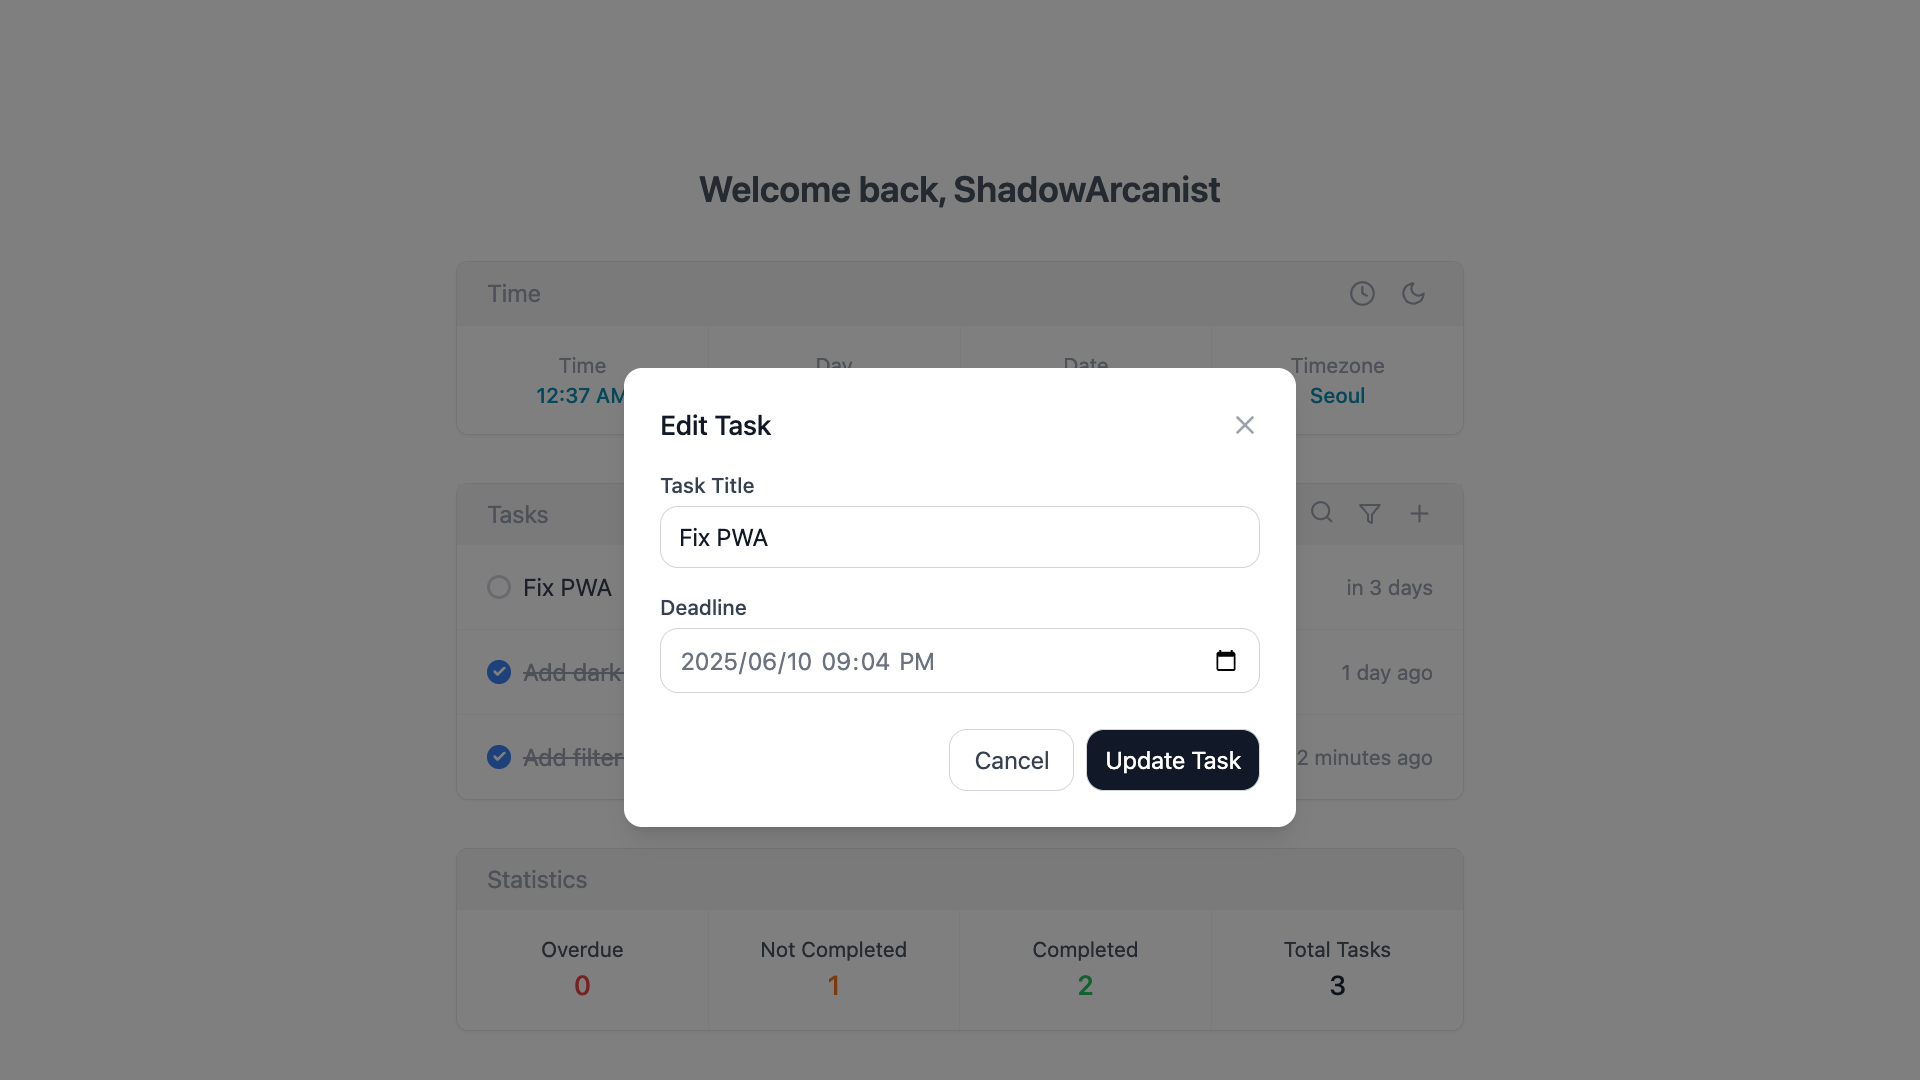 Welcome back, ShadowArcanist
Time
Time Day Date Timezone
12:37 AM Seoul
Edit Task
Task Title
Fix PWA
Deadline
2025/06/10 09:04 PM
Cancel Update Task
Tasks
Fix PWA in 3 days
Add dark 1 day ago
Add filter 2 minutes ago
Statistics
Overdue Not Completed Completed Total Tasks
0 1 2 3